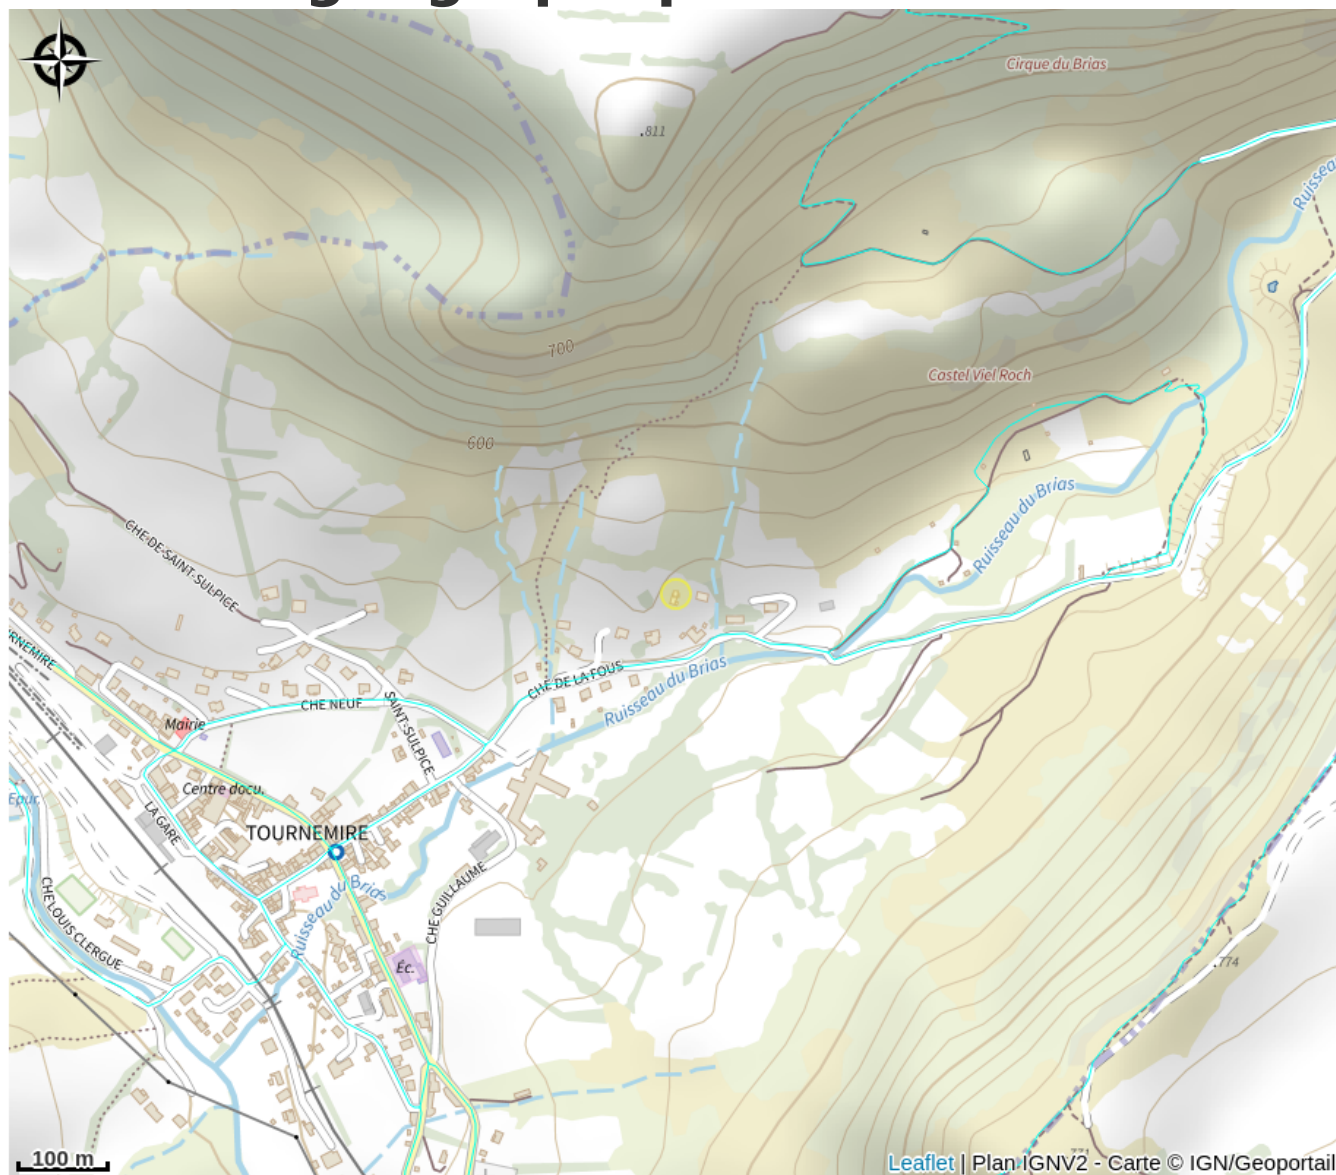 Cirque du Brias
.811
Ruissea
700
Castel Viel Roch
600
Ruisseau du Brias
CHE DE SAINT-SULPICE
RNEMIRE
CHE DE LA FOUS
Ruisseau du Brias
CHE NEUF
SAINT-SULPICE
Mairie
Centre docu.
Epur.
LA GARE
TOURNEMIRE
Ruisseau du Brias
CHE GUILLAUME
CHE LOUIS CLERGUE
Éc.
.774
100 m
Leaflet | Plan IGNV2 - Carte © IGN/Geoportail